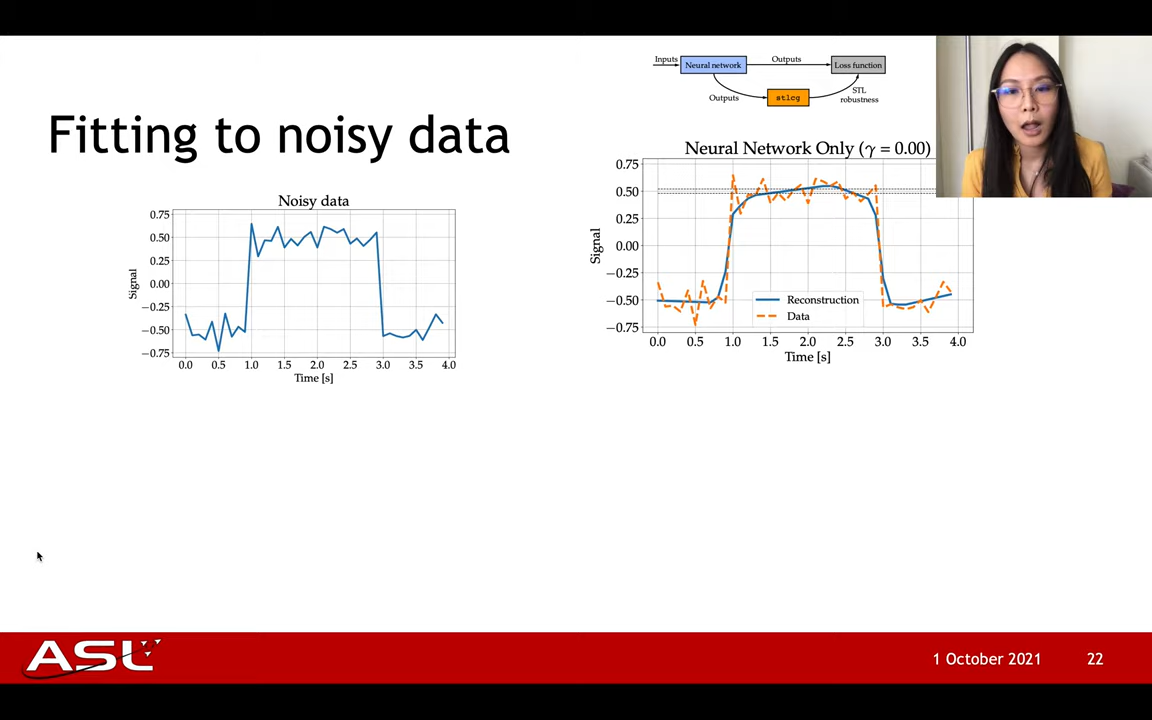 Fitting to noisy data
Inputs
Neural network
Outputs
Loss function
Outputs
stlcg
STL
robustness
Noisy data
0.75
0.50
0.25
0.00
−0.25
−0.50
−0.75
Signal
0.0 0.5 1.0 1.5 2.0 2.5 3.0 3.5 4.0
Time [s]
Neural Network Only (γ = 0.00)
0.75
0.50
0.25
0.00
−0.25
−0.50
−0.75
Signal
Reconstruction
Data
0.0 0.5 1.0 1.5 2.0 2.5 3.0 3.5 4.0
Time [s]
ASL
1 October 2021
22